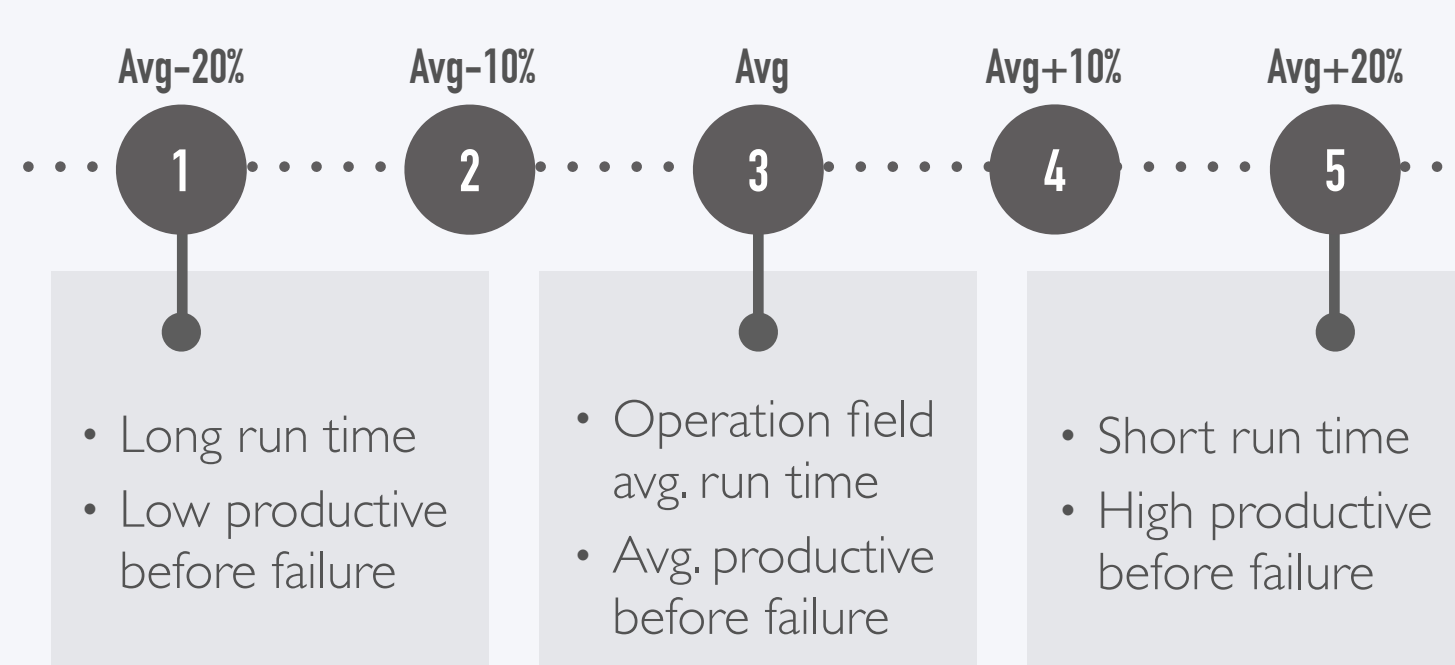 Avg-20%
Avg-10%
Avg
Avg+10%
Avg+20%
1
2
3
4
5
• Long run time
• Low productive
before failure
• Operation field
avg. run time
• Avg. productive
before failure
• Short run time
• High productive
before failure